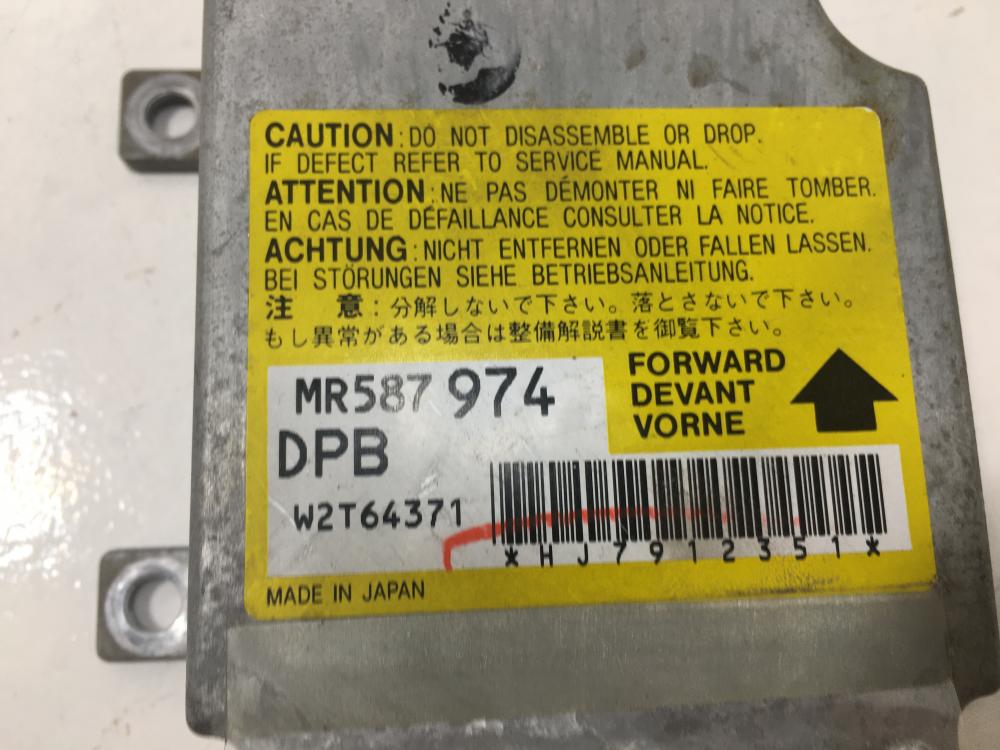 CAUTION : DO NOT DISASSEMBLE OR DROP.
IF DEFECT REFER TO SERVICE MANUAL.
ATTENTION : NE PAS DÉMONTER NI FAIRE TOMBER.
EN CAS DE DÉFAILLANCE CONSULTER LA NOTICE.
ACHTUNG : NICHT ENTFERNEN ODER FALLEN LASSEN.
BEI STÖRUNGEN SIEHE BETRIEBSANLEITUNG.
注 意 : 分解しないで下さい。落とさないで下さい。
もし異常がある場合は整備解説書を御覧下さい。
MR587 974
DPB
W2T64371
FORWARD
DEVANT
VORNE
*HJ7912351*
MADE IN JAPAN